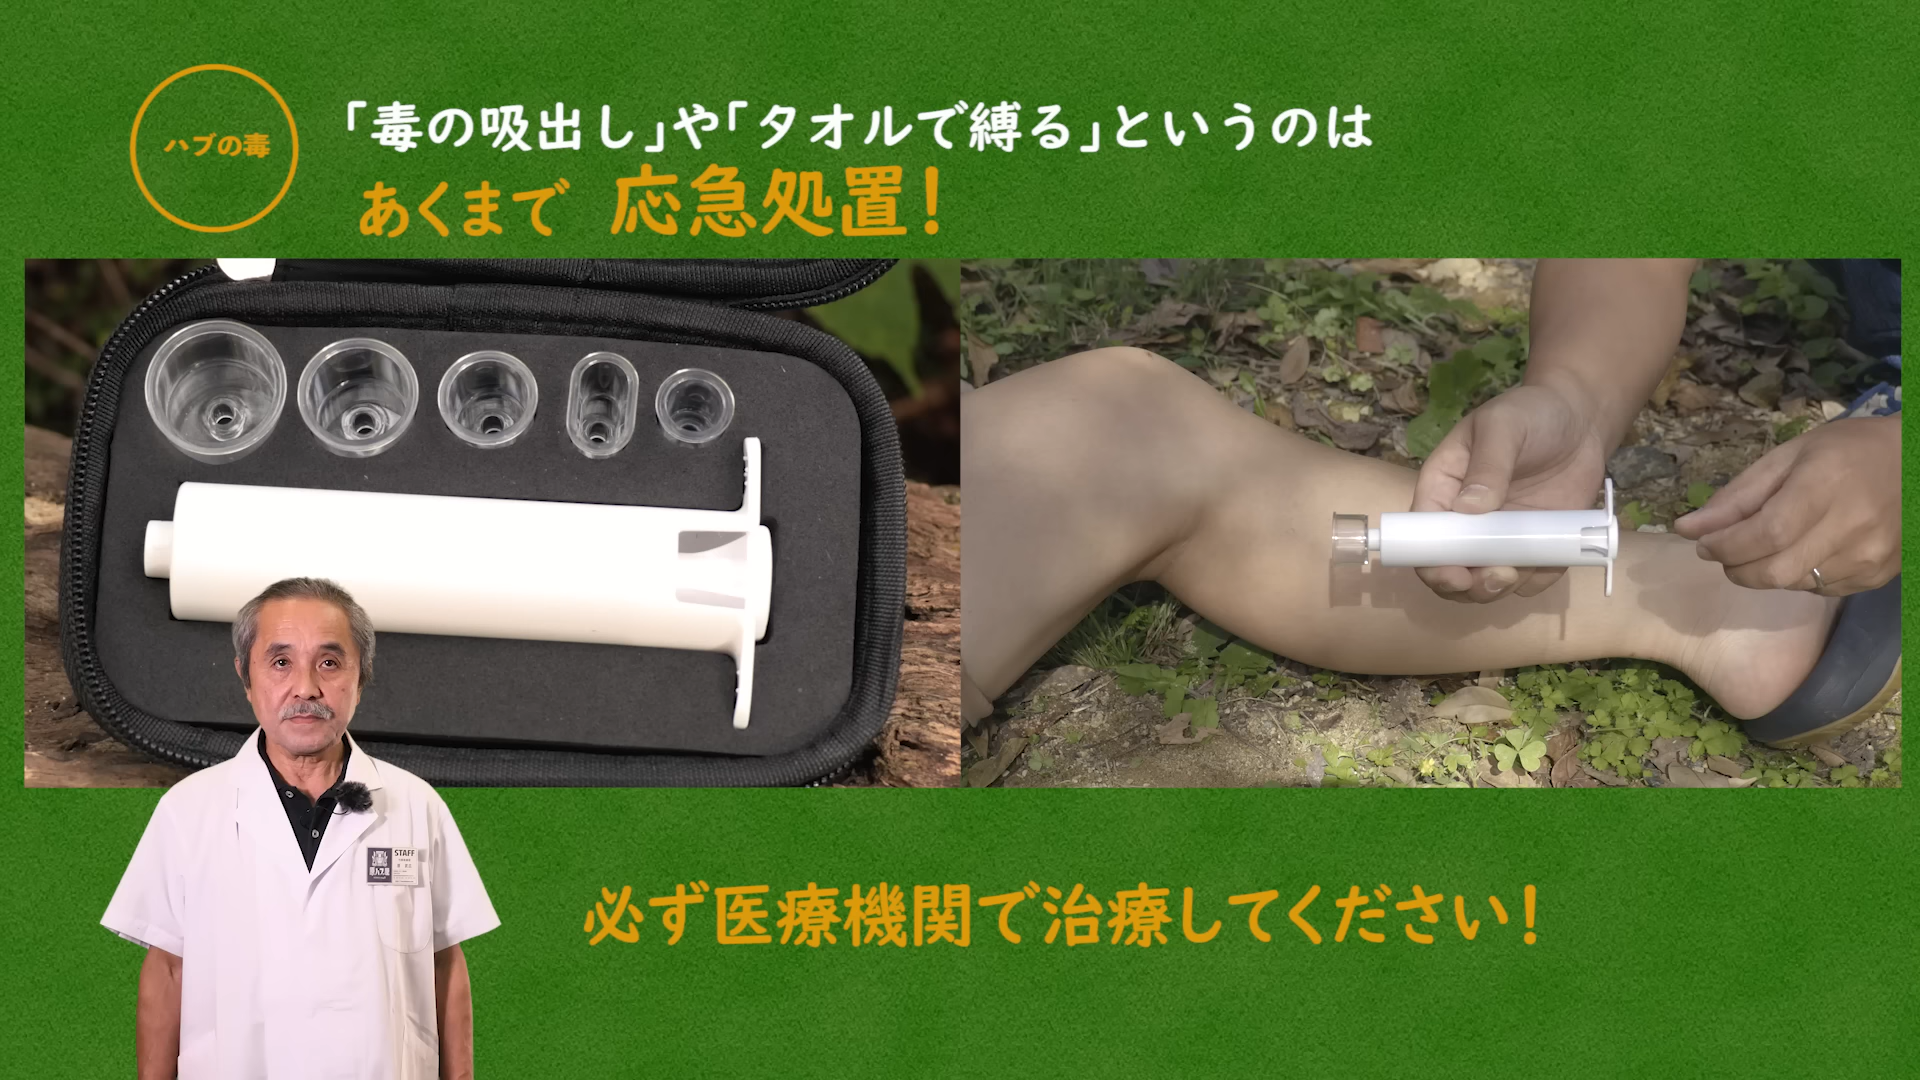 ハブの毒
「毒の吸出し」や「タオルで縛る」というのは
あくまで 応急処置！
STAFF
必ず医療機関で治療してください！